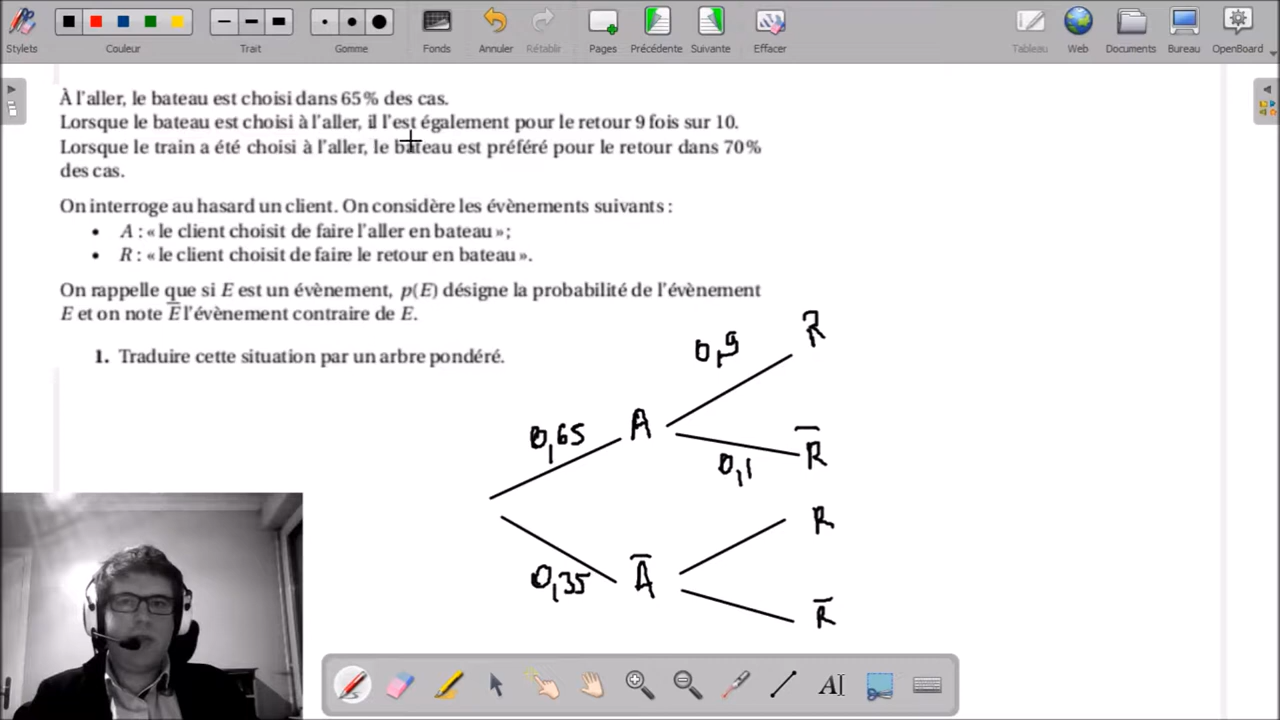 Stylets Couleur Trait Gomme Fonds Annuler Rétablir Pages Précédente Suivante Effacer Tableau Web Documents Bureau OpenBoard
À l'aller, le bateau est choisi dans 65% des cas.
Lorsque le bateau est choisi à l'aller, il l'est également pour le retour 9 fois sur 10.
Lorsque le train a été choisi à l'aller, le bateau est préféré pour le retour dans 70%
des cas.
On interroge au hasard un client. On considère les évènements suivants :
• A : « le client choisit de faire l'aller en bateau » ;
• R : « le client choisit de faire le retour en bateau ».
On rappelle que si E est un évènement, p(E) désigne la probabilité de l'évènement
E et on note E̅ l'évènement contraire de E.
1. Traduire cette situation par un arbre pondéré.
0,9 R
0,65 A
0,1 R̅
R
0,35 A̅
R̅
AI